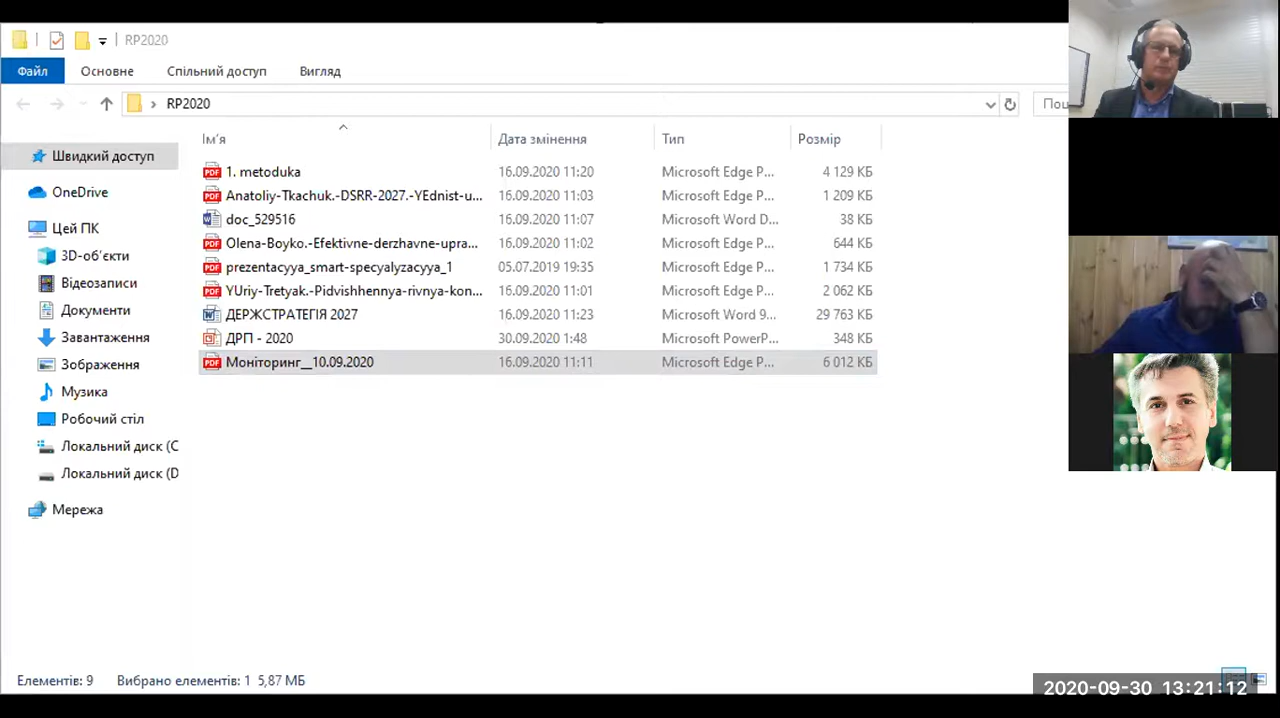 RP2020
Файл Основне Спільний доступ Вигляд
RP2020 Пош
Ім'я Дата змінення Тип Розмір
Швидкий доступ
OneDrive
Цей ПК
3D-об'єкти
Відеозаписи
Документи
Завантаження
Зображення
Музика
Робочий стіл
Локальний диск (C
Локальний диск (D
Мережа
1. metoduka 16.09.2020 11:20 Microsoft Edge P... 4 129 КБ
Anatoliy-Tkachuk.-DSRR-2027.-YEdnist-u... 16.09.2020 11:03 Microsoft Edge P... 1 209 КБ
doc_529516 16.09.2020 11:07 Microsoft Word D... 38 КБ
Olena-Boyko.-Efektivne-derzhavne-upra... 16.09.2020 11:02 Microsoft Edge P... 644 КБ
prezentacyya_smart-specyalyzacyya_1 05.07.2019 19:35 Microsoft Edge P... 1 734 КБ
YUriy-Tretyak.-Pidvishhennya-rivnya-kon... 16.09.2020 11:01 Microsoft Edge P... 2 062 КБ
ДЕРЖСТРАТЕГІЯ 2027 16.09.2020 11:23 Microsoft Word 9... 29 763 КБ
ДРП - 2020 30.09.2020 1:48 Microsoft PowerP... 348 КБ
Моніторинг__10.09.2020 16.09.2020 11:11 Microsoft Edge P... 6 012 КБ
Елементів: 9 Вибрано елементів: 1 5,87 МБ
2020-09-30 13:21:12